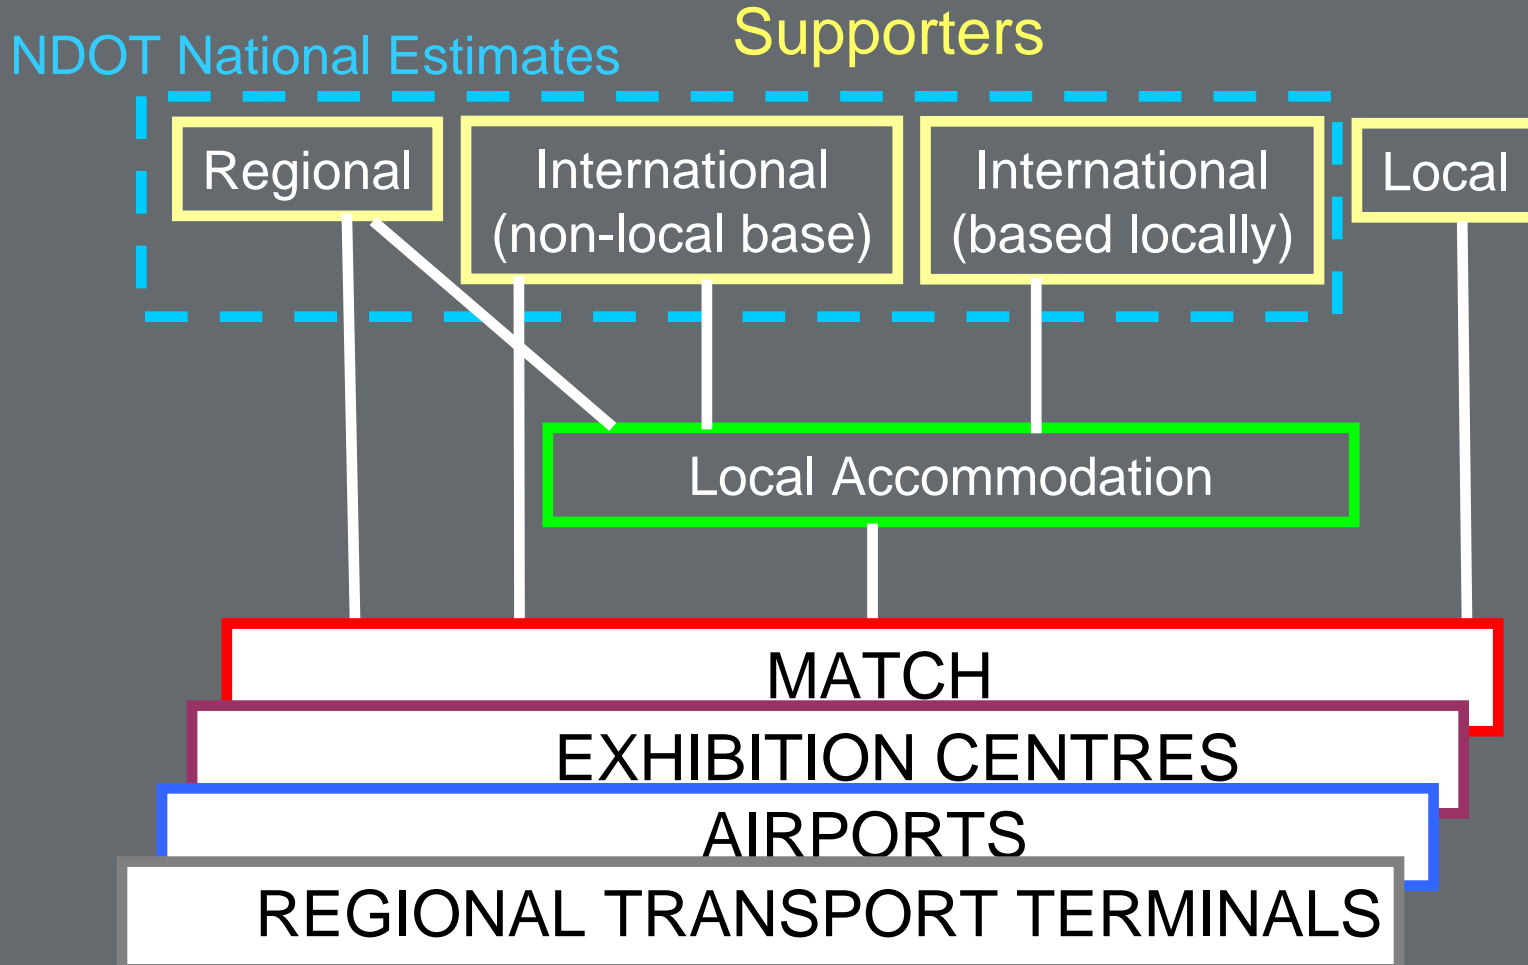 Supporters
NDOT National Estimates
Regional
International
(non-local base)
International
(based locally)
Local
Local Accommodation
MATCH
EXHIBITION CENTRES
AIRPORTS
REGIONAL TRANSPORT TERMINALS